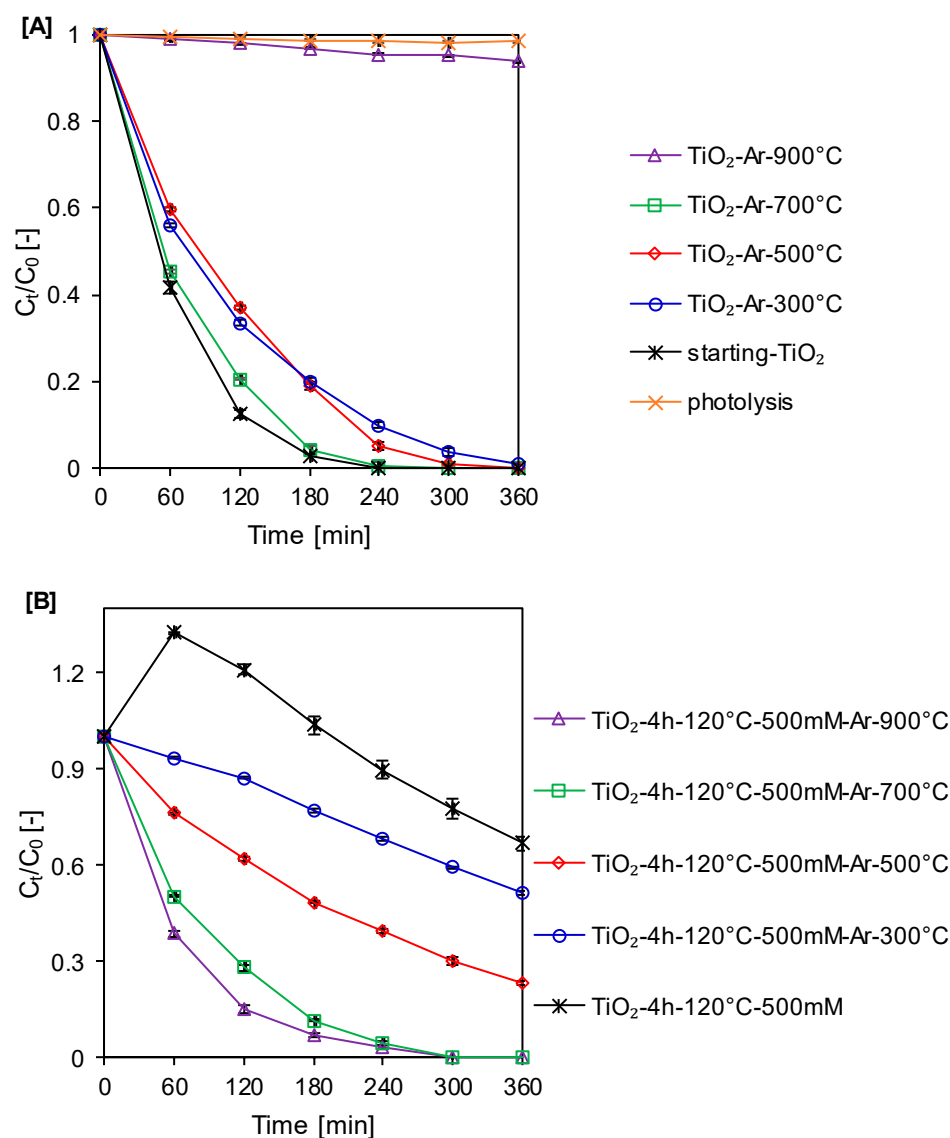 [A]
1
0.8
0.6
0.4
0.2
0
0 60 120 180 240 300 360
Cₜ/C₀ [-]
Time [min]
TiO₂-Ar-900°C
TiO₂-Ar-700°C
TiO₂-Ar-500°C
TiO₂-Ar-300°C
starting-TiO₂
photolysis
[B]
1.2
0.9
0.6
0.3
0
0 60 120 180 240 300 360
Cₜ/C₀ [-]
Time [min]
TiO₂-4h-120°C-500mM-Ar-900°C
TiO₂-4h-120°C-500mM-Ar-700°C
TiO₂-4h-120°C-500mM-Ar-500°C
TiO₂-4h-120°C-500mM-Ar-300°C
TiO₂-4h-120°C-500mM